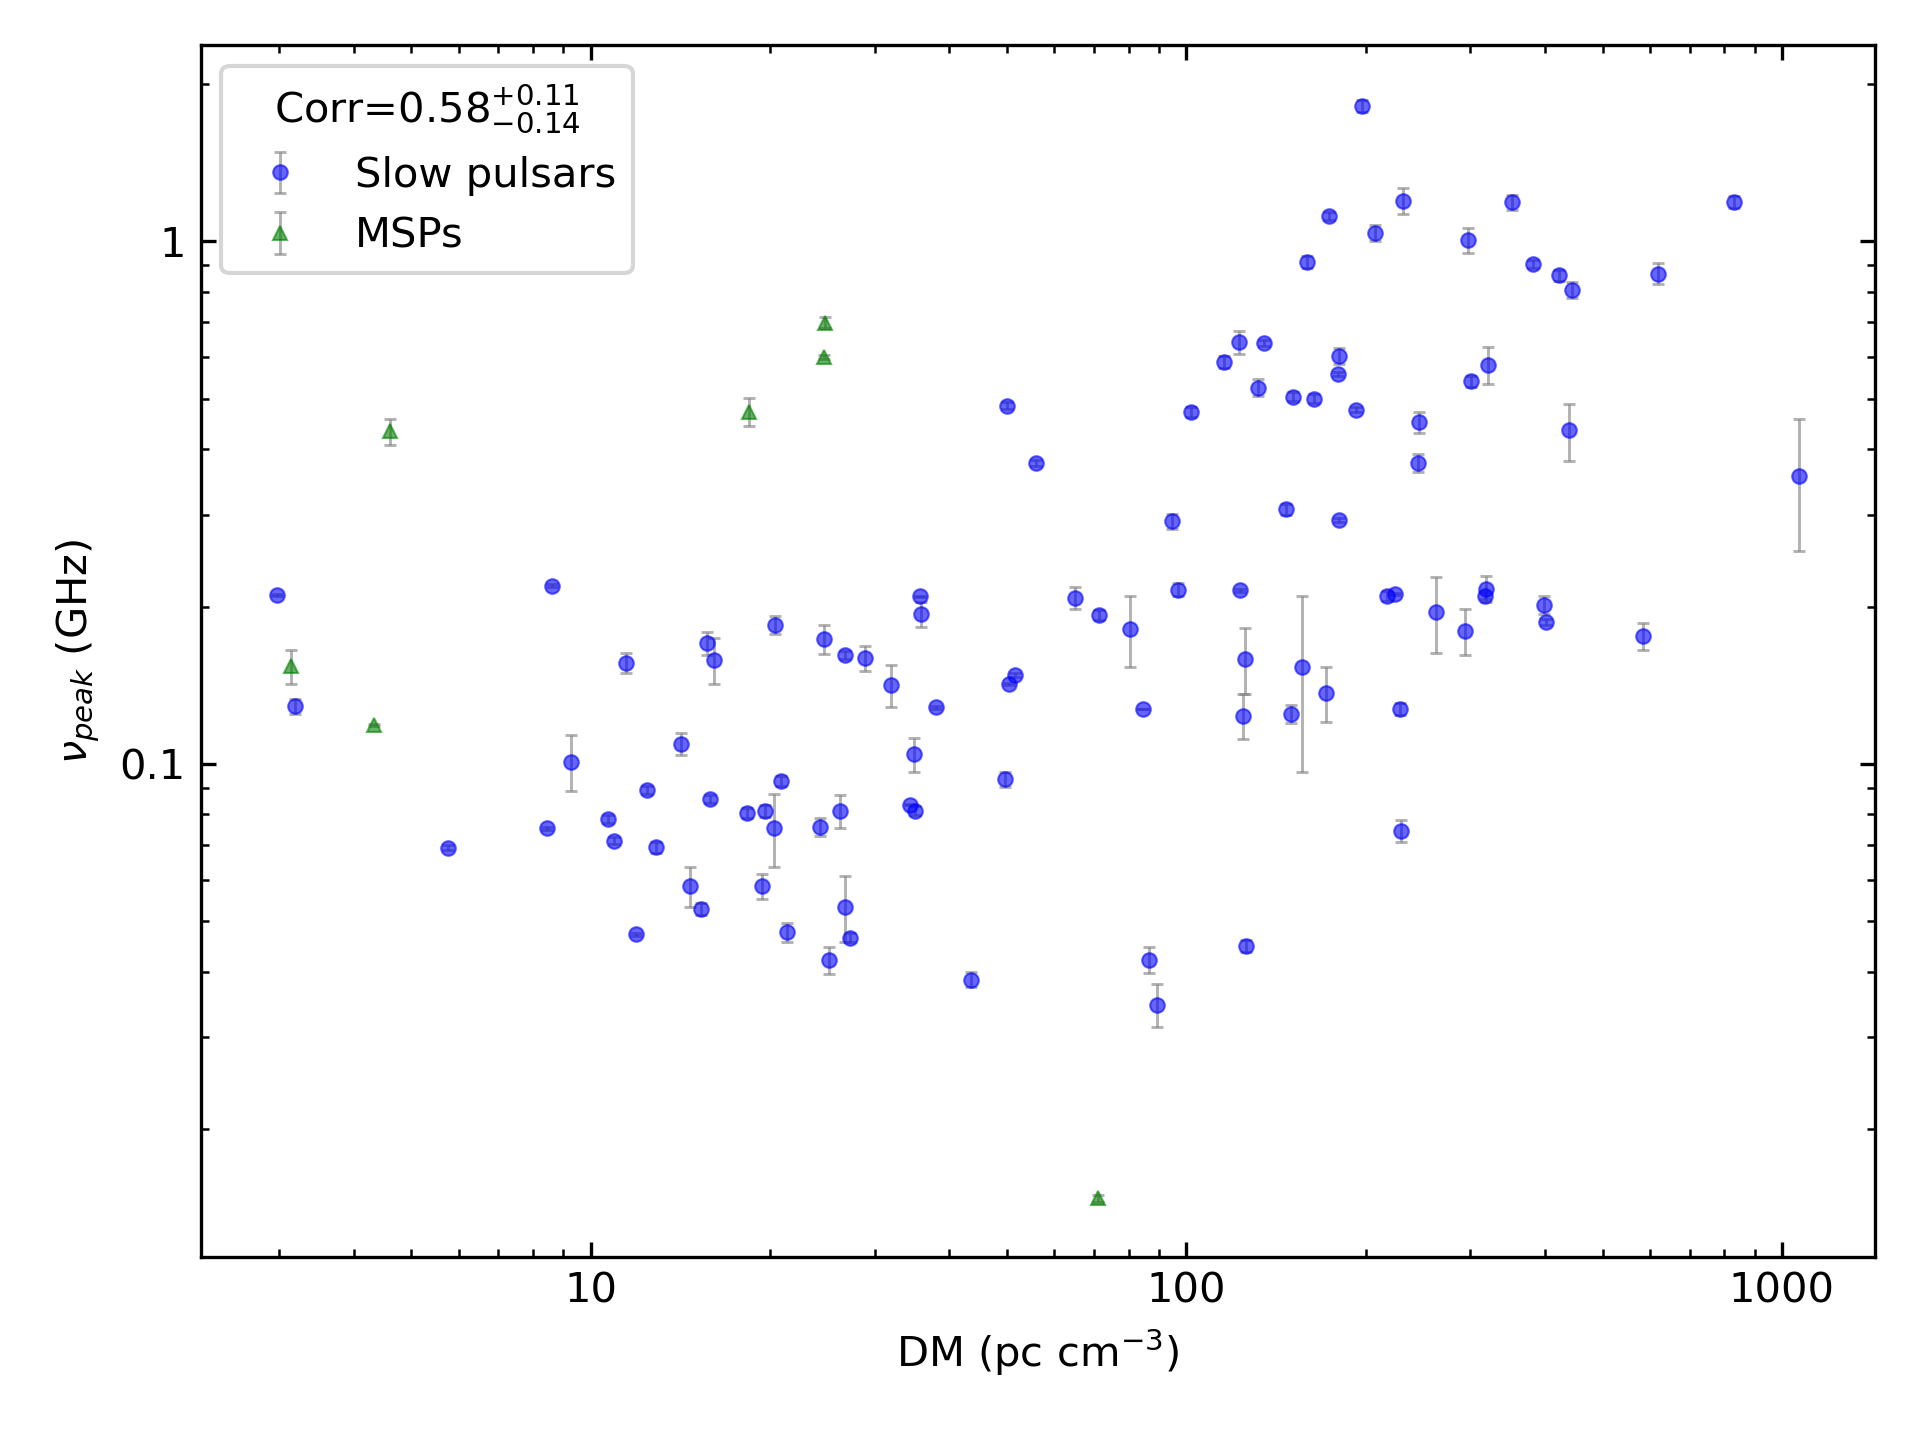 Corr=0.58$^{+0.11}_{-0.14}$
Slow pulsars
MSPs
1
0.1
ν$_{peak}$ (GHz)
10 100 1000
DM (pc cm$^{-3}$)